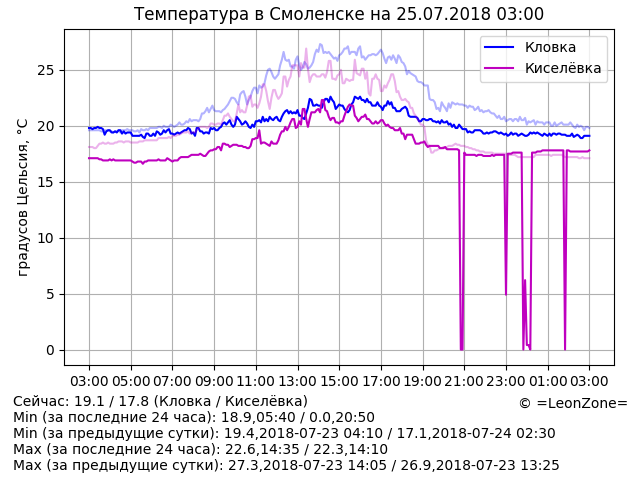 Температура в Смоленске на 25.07.2018 03:00
Кловка
Киселёвка
градусов Цельсия, °C
25
20
15
10
5
0
03:00 05:00 07:00 09:00 11:00 13:00 15:00 17:00 19:00 21:00 23:00 01:00 03:00
Сейчас: 19.1 / 17.8 (Кловка / Киселёвка)
© =LeonZone=
Min (за последние 24 часа): 18.9,05:40 / 0.0,20:50
Min (за предыдущие сутки): 19.4,2018-07-23 04:10 / 17.1,2018-07-24 02:30
Max (за последние 24 часа): 22.6,14:35 / 22.3,14:10
Max (за предыдущие сутки): 27.3,2018-07-23 14:05 / 26.9,2018-07-23 13:25